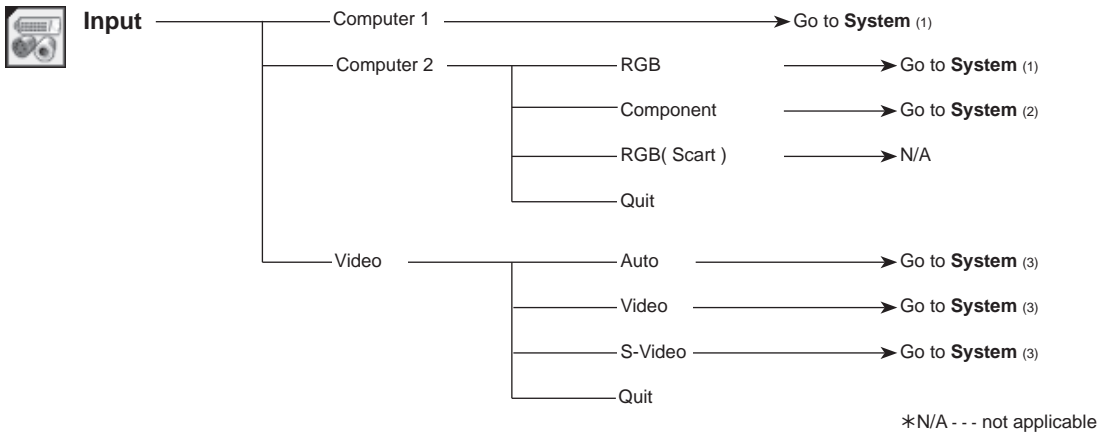 Input Computer 1 Go to System (1)
Computer 2 RGB Go to System (1)
Component Go to System (2)
RGB( Scart ) N/A
Quit
Video Auto Go to System (3)
Video Go to System (3)
S-Video Go to System (3)
Quit
✳N/A - - - not applicable